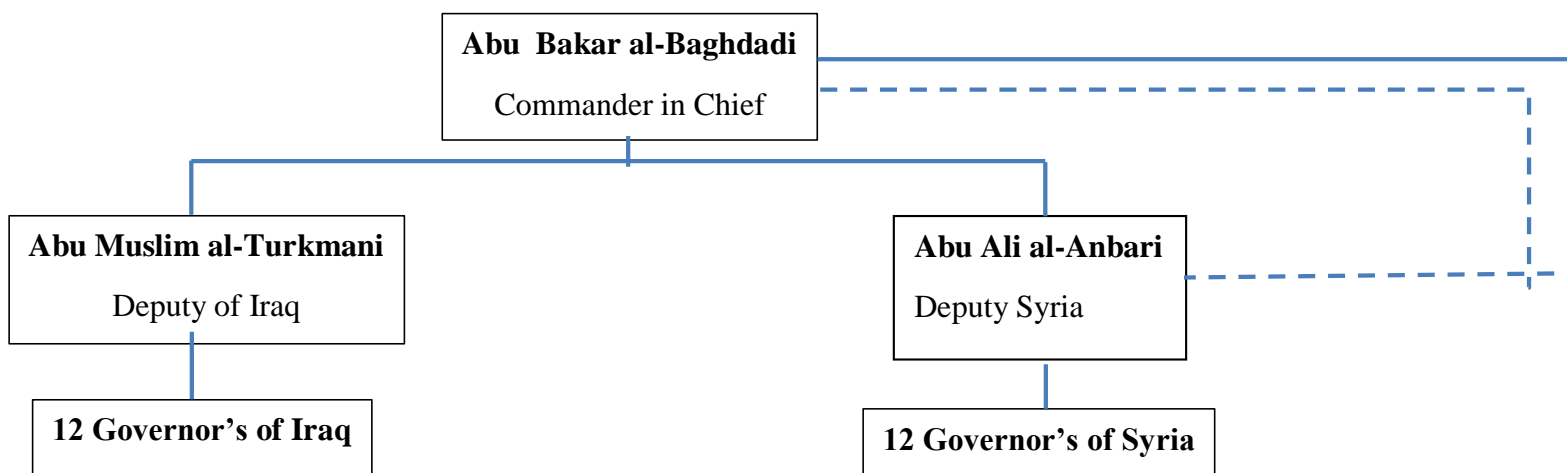 Abu Bakar al-Baghdadi
Commander in Chief
Abu Muslim al-Turkmani
Deputy of Iraq
Abu Ali al-Anbari
Deputy Syria
12 Governor’s of Iraq
12 Governor’s of Syria